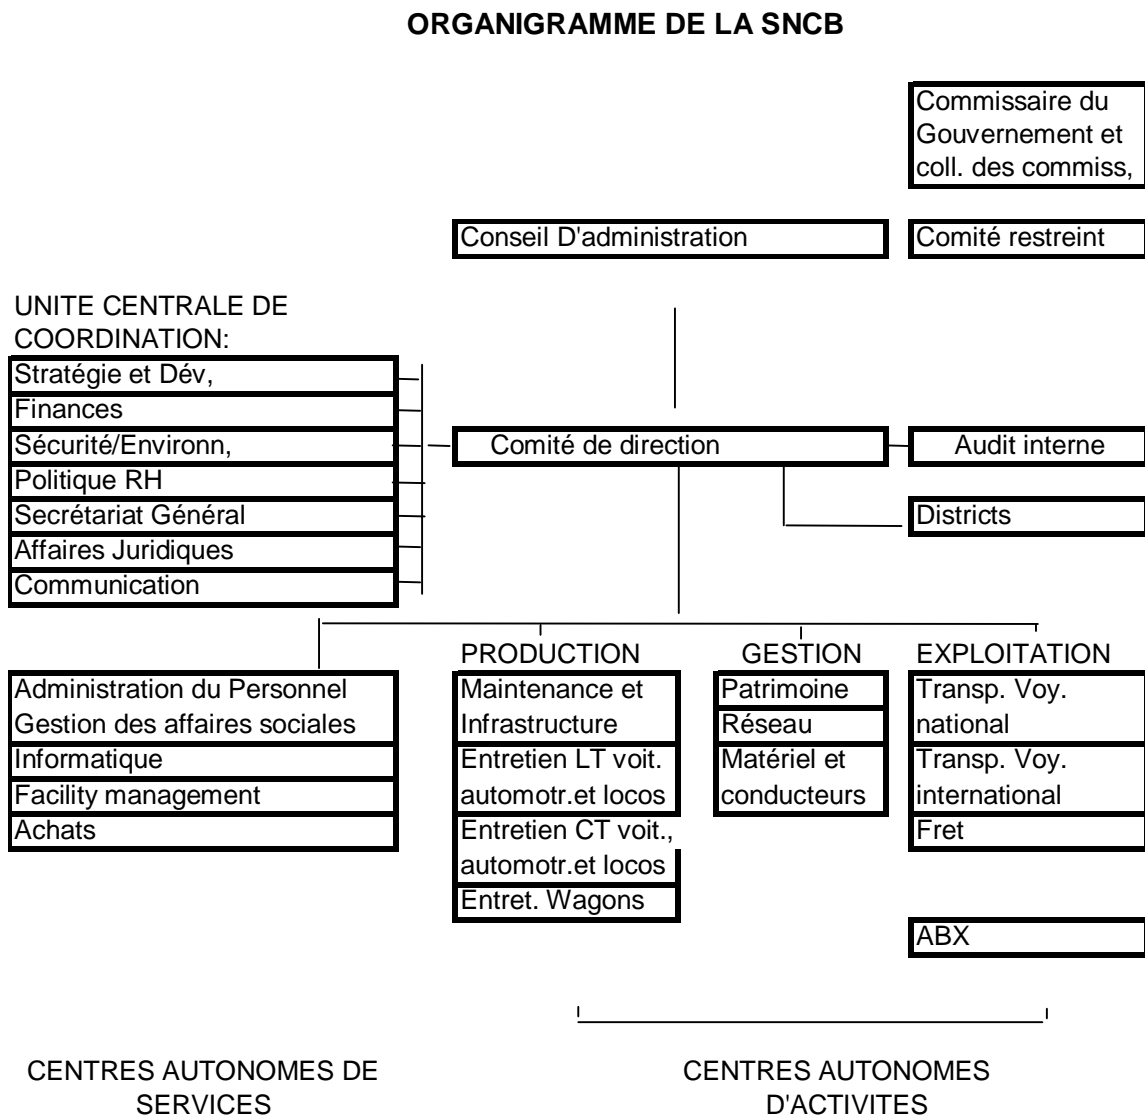 ORGANIGRAMME DE LA SNCB
Commissaire du
Gouvernement et
coll. des commiss,
Conseil D'administration
Comité restreint
UNITE CENTRALE DE
COORDINATION:
Stratégie et Dév,
Finances
Sécurité/Environn,
Politique RH
Secrétariat Général
Affaires Juridiques
Communication
Comité de direction
Audit interne
Districts
Administration du Personnel
Gestion des affaires sociales
Informatique
Facility management
Achats
PRODUCTION
Maintenance et
Infrastructure
Entretien LT voit.
automotr.et locos
Entretien CT voit.,
automotr.et locos
Entret. Wagons
GESTION
Patrimoine
Réseau
Matériel et
conducteurs
EXPLOITATION
Transp. Voy.
national
Transp. Voy.
international
Fret
ABX
CENTRES AUTONOMES DE
SERVICES
CENTRES AUTONOMES
D'ACTIVITES